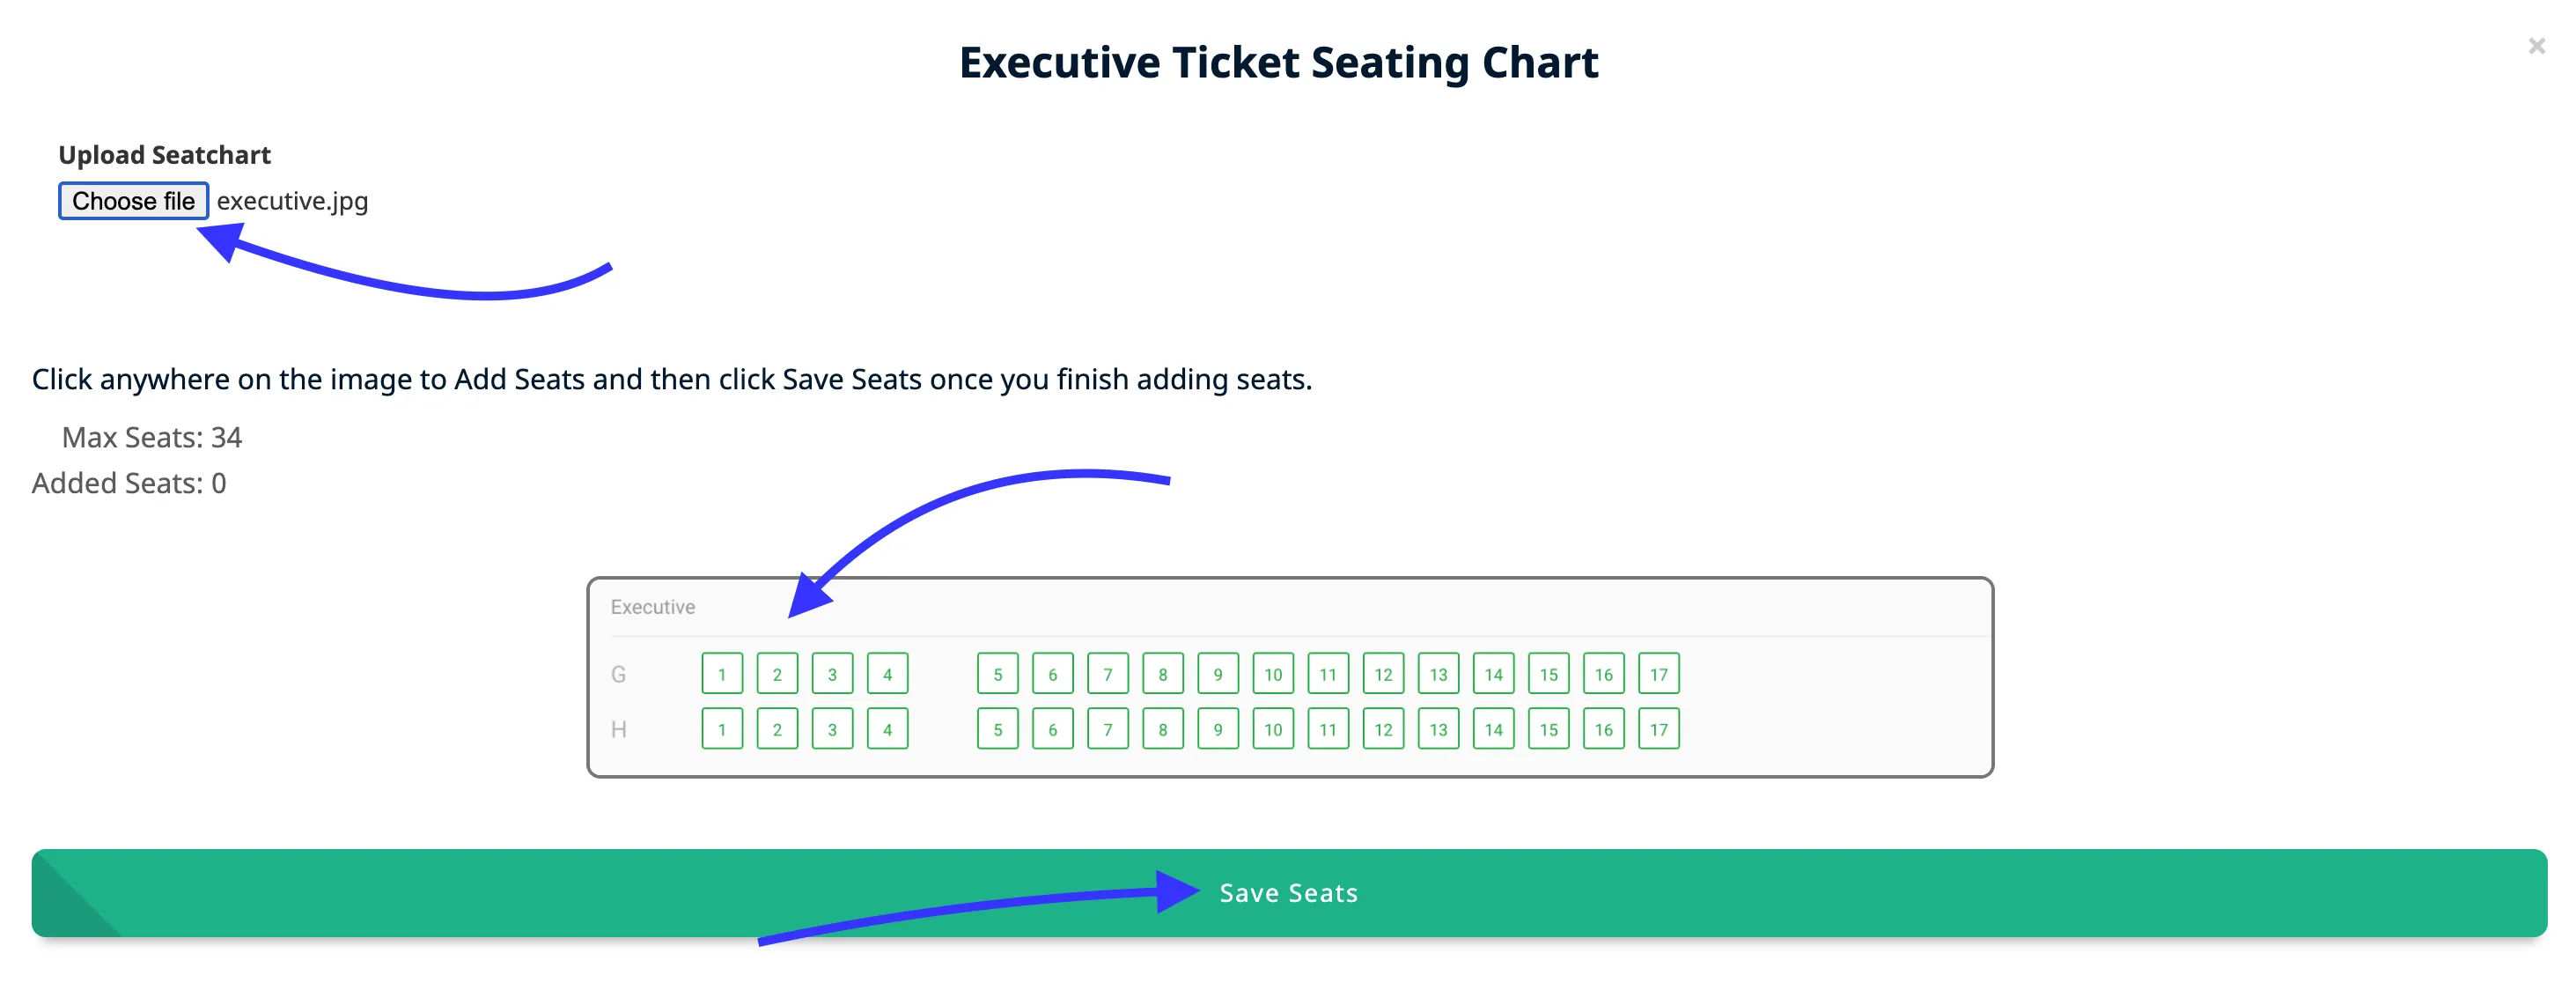 Executive Ticket Seating Chart
×
Upload Seatchart
Choose file executive.jpg
Click anywhere on the image to Add Seats and then click Save Seats once you finish adding seats.
Max Seats: 34
Added Seats: 0
Executive
G 1 2 3 4 5 6 7 8 9 10 11 12 13 14 15 16 17
H 1 2 3 4 5 6 7 8 9 10 11 12 13 14 15 16 17
Save Seats